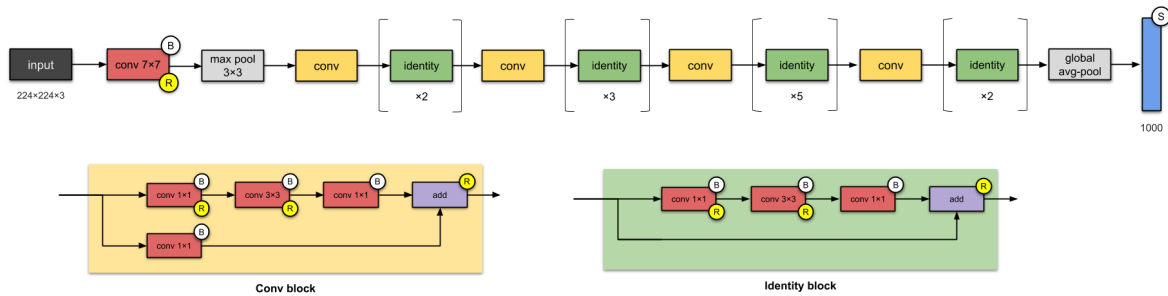 input
224×224×3
conv 7×7
B
R
max pool
3×3
conv
identity
×2
conv
identity
×3
conv
identity
×5
conv
identity
×2
global
avg-pool
S
1000
conv 1×1
B
R
conv 3×3
B
R
conv 1×1
B
add
R
conv 1×1
B
Conv block
conv 1×1
B
R
conv 3×3
B
R
conv 1×1
B
add
R
Identity block